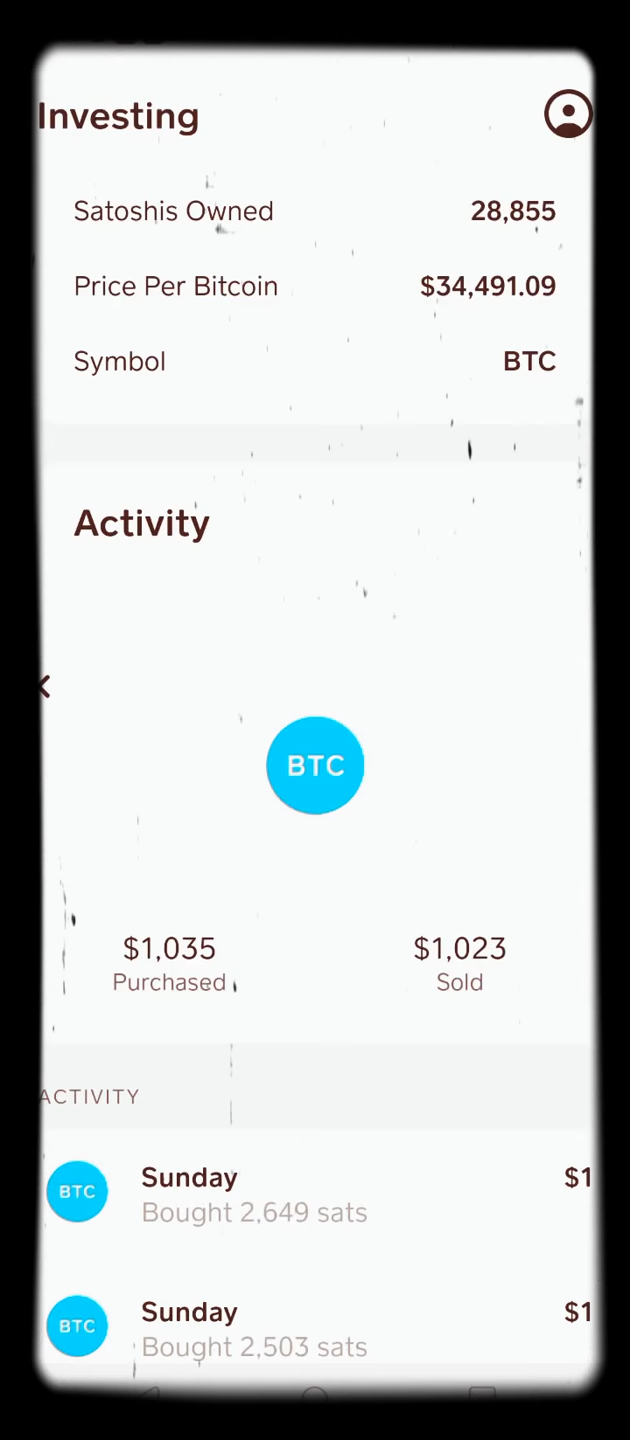 Investing
Satoshis Owned 28,855
Price Per Bitcoin $34,491.09
Symbol BTC
Activity
BTC
$1,035 $1,023
Purchased Sold
ACTIVITY
BTC Sunday $1
Bought 2,649 sats
BTC Sunday $1
Bought 2,503 sats